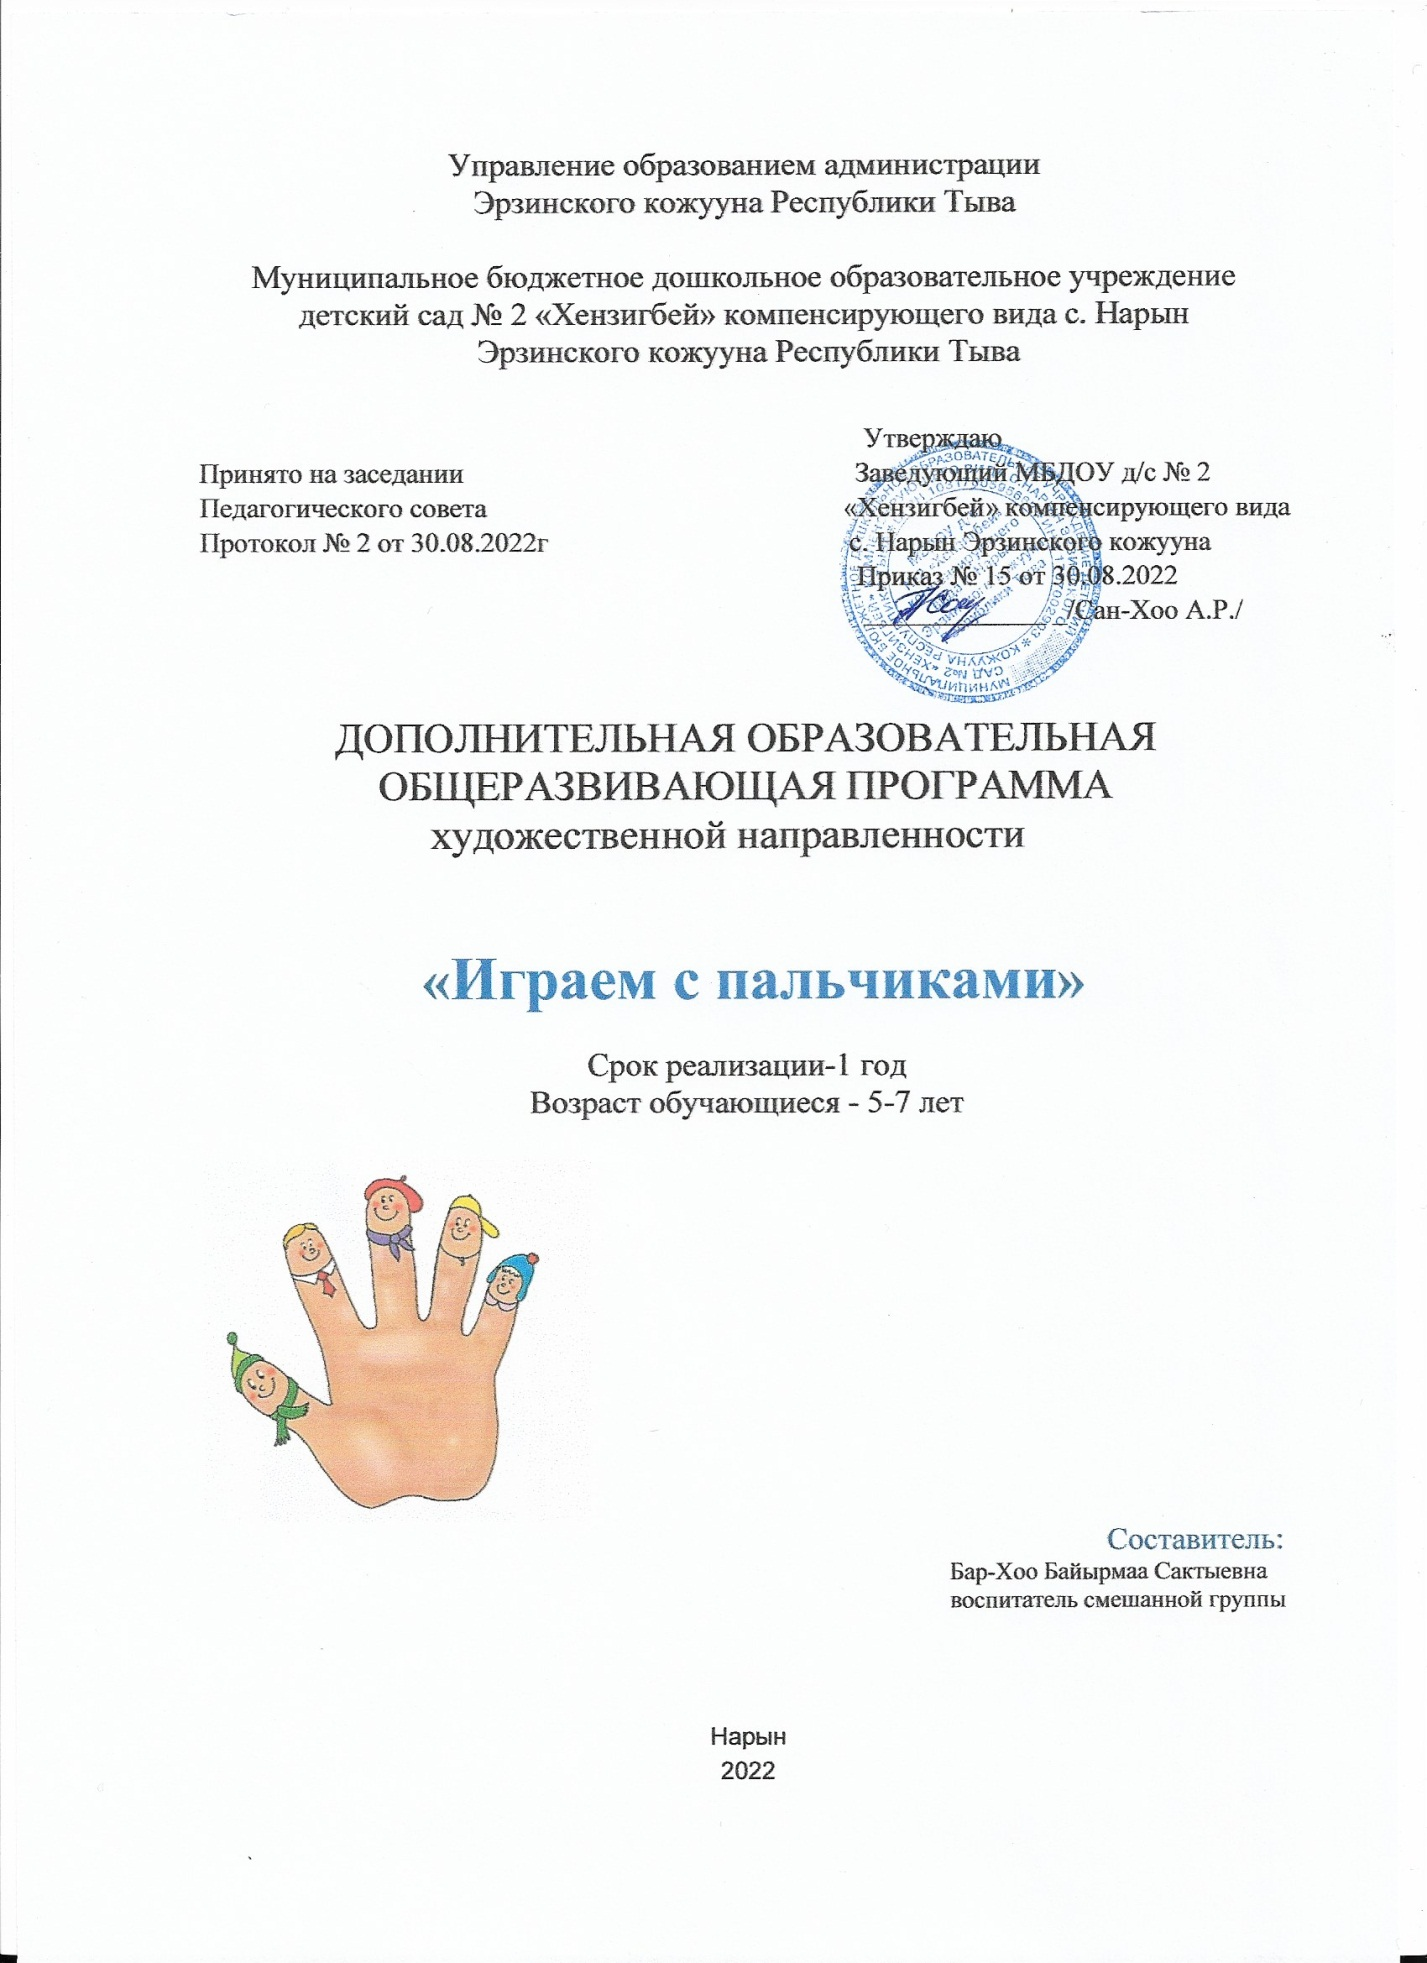 Управление образованием администрации
Эрзинского кожууна Республики Тыва
Муниципальное бюджетное дошкольное образовательное учреждение
детский сад № 2 «Хензигбей» компенсирующего вида с. Нарын
Эрзинского кожууна Республики Тыва
Принято на заседании
Педагогического совета
Протокол № 2 от 30.08.2022г
Утверждаю
Заведующий МБДОУ д/с № 2
«Хензигбей» компенсирующего вида
с. Нарын Эрзинского кожууна
Приказ № 15 от 30.08.2022
/Сан-Хоо А.Р./
ДОПОЛНИТЕЛЬНАЯ ОБРАЗОВАТЕЛЬНАЯ
ОБЩЕРАЗВИВАЮЩАЯ ПРОГРАММА
художественной направленности
«Играем с пальчиками»
Срок реализации-1 год
Возраст обучающиеся - 5-7 лет
Составитель:
Бар-Хоо Байырмаа Сактыевна
воспитатель смешанной группы
Нарын
2022